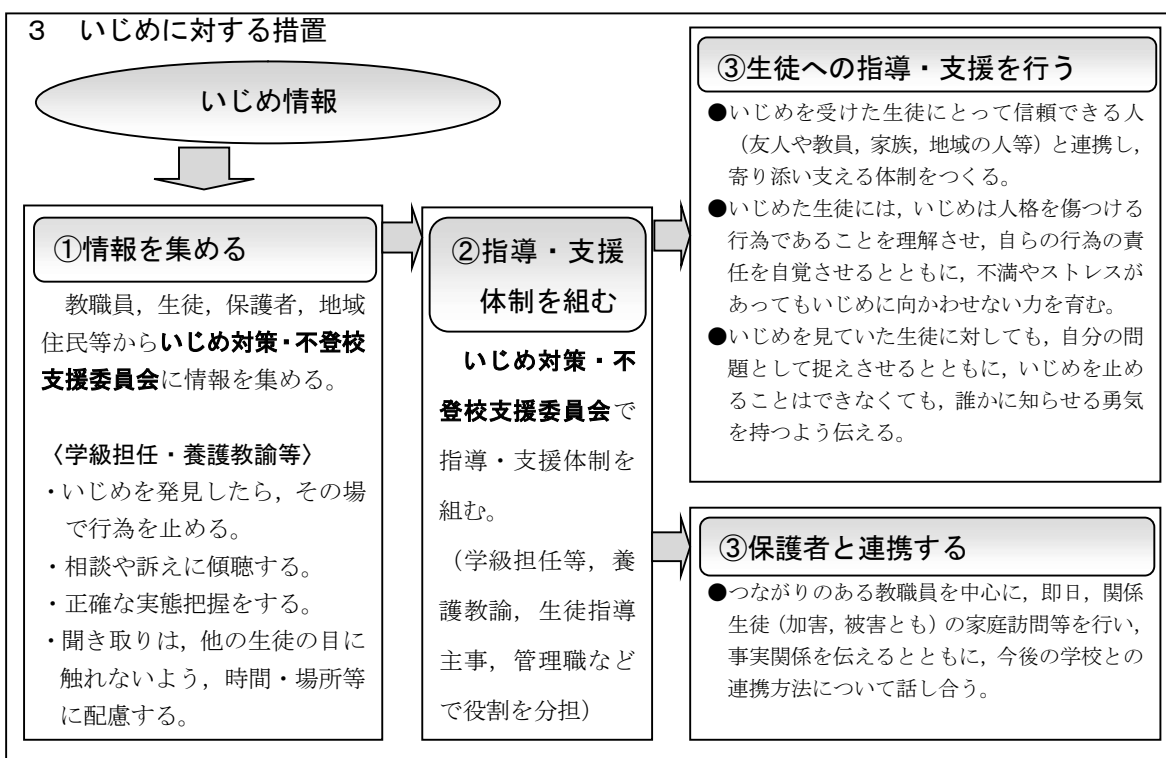 ３　いじめに対する措置
いじめ情報
①情報を集める
教職員，生徒，保護者，地域
住民等からいじめ対策・不登校
支援委員会に情報を集める。
〈学級担任・養護教諭等〉
・いじめを発見したら，その場
で行為を止める。
・相談や訴えに傾聴する。
・正確な実態把握をする。
・聞き取りは，他の生徒の目に
触れないよう，時間・場所等
に配慮する。
②指導・支援
体制を組む
いじめ対策・不
登校支援委員会で
指導・支援体制を
組む。
（学級担任等，養
護教諭，生徒指導
主事，管理職など
で役割を分担）
③生徒への指導・支援を行う
●いじめを受けた生徒にとって信頼できる人
（友人や教員，家族，地域の人等）と連携し，
寄り添い支える体制をつくる。
●いじめた生徒には，いじめは人格を傷つける
行為であることを理解させ，自らの行為の責
任を自覚させるとともに，不満やストレスが
あってもいじめに向かわせない力を育む。
●いじめを見ていた生徒に対しても，自分の問
題として捉えさせるとともに，いじめを止め
ることはできなくても，誰かに知らせる勇気
を持つよう伝える。
③保護者と連携する
●つながりのある教職員を中心に，即日，関係
生徒（加害，被害とも）の家庭訪問等を行い，
事実関係を伝えるとともに，今後の学校との
連携方法について話し合う。